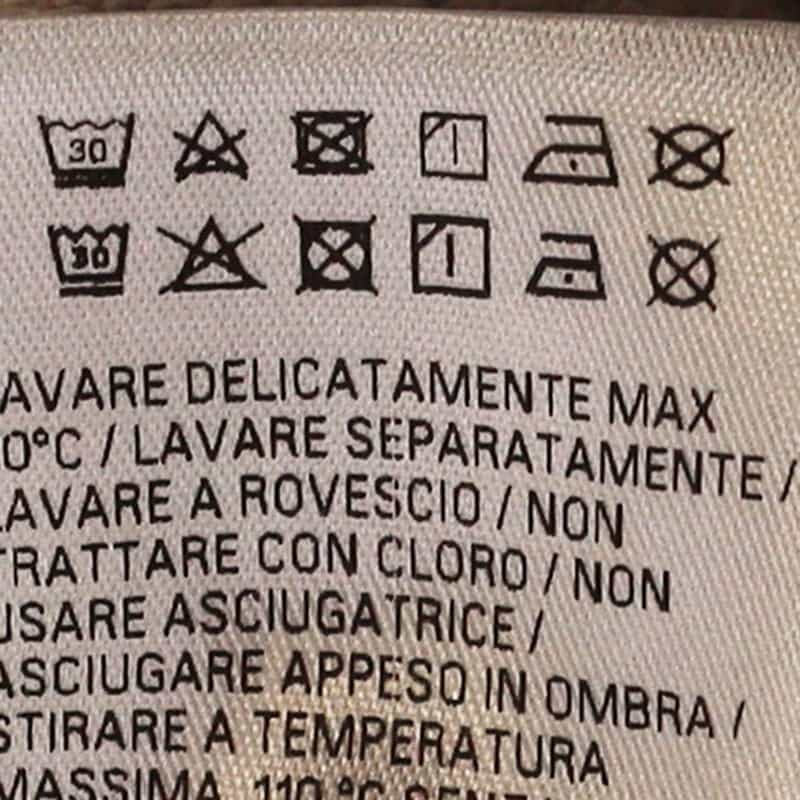 30
30
AVARE DELICATAMENTE MAX
0°C / LAVARE SEPARATAMENTE /
LAVARE A ROVESCIO / NON
TRATTARE CON CLORO / NON
USARE ASCIUGATRICE /
ASCIUGARE APPESO IN OMBRA /
STIRARE A TEMPERATURA
MASSIMA 110 °C